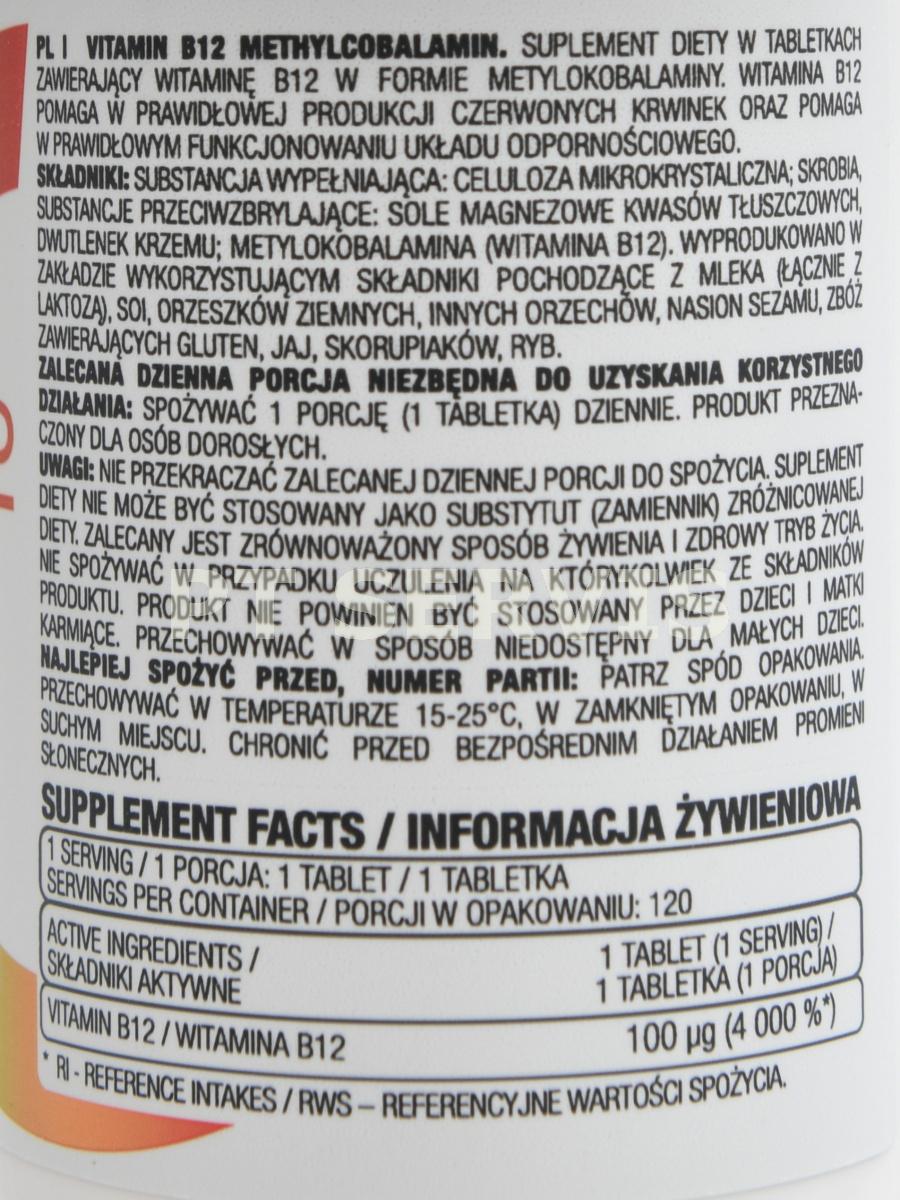 PL | VITAMIN B12 METHYLCOBALAMIN. SUPLEMENT DIETY W TABLETKACH
ZAWIERAJĄCY WITAMINĘ B12 W FORMIE METYLOKOBALAMINY. WITAMINA B12
POMAGA W PRAWIDŁOWEJ PRODUKCJI CZERWONYCH KRWINEK ORAZ POMAGA
W PRAWIDŁOWYM FUNKCJONOWANIU UKŁADU ODPORNOŚCIOWEGO.
SKŁADNIKI: SUBSTANCJA WYPEŁNIAJĄCA: CELULOZA MIKROKRYSTALICZNA; SKROBIA,
SUBSTANCJE PRZECIWZBRYLAJĄCE: SOLE MAGNEZOWE KWASÓW TŁUSZCZOWYCH,
DWUTLENEK KRZEMU; METYLOKOBALAMINA (WITAMINA B12). WYPRODUKOWANO W
ZAKŁADZIE WYKORZYSTUJĄCYM SKŁADNIKI POCHODZĄCE Z MLEKA (ŁĄCZNIE Z
LAKTOZĄ), SOI, ORZESZKÓW ZIEMNYCH, INNYCH ORZECHÓW, NASION SEZAMU, ZBÓŻ
ZAWIERAJĄCYCH GLUTEN, JAJ, SKORUPIAKÓW, RYB.
ZALECANA DZIENNA PORCJA NIEZBĘDNA DO UZYSKANIA KORZYSTNEGO
DZIAŁANIA: SPOŻYWAĆ 1 PORCJĘ (1 TABLETKA) DZIENNIE. PRODUKT PRZEZNA-
CZONY DLA OSÓB DOROSŁYCH.
UWAGI: NIE PRZEKRACZAĆ ZALECANEJ DZIENNEJ PORCJI DO SPOŻYCIA. SUPLEMENT
DIETY NIE MOŻE BYĆ STOSOWANY JAKO SUBSTYTUT (ZAMIENNIK) ZRÓŻNICOWANEJ
DIETY. ZALECANY JEST ZRÓWNOWAŻONY SPOSÓB ŻYWIENIA I ZDROWY TRYB ŻYCIA.
NIE SPOŻYWAĆ W PRZYPADKU UCZULENIA NA KTÓRYKOLWIEK ZE SKŁADNIKÓW
PRODUKTU. PRODUKT NIE POWINIEN BYĆ STOSOWANY PRZEZ DZIECI I MATKI
KARMIĄCE. PRZECHOWYWAĆ W SPOSÓB NIEDOSTĘPNY DLA MAŁYCH DZIECI.
NAJLEPIEJ SPOŻYĆ PRZED, NUMER PARTII: PATRZ SPÓD OPAKOWANIA.
PRZECHOWYWAĆ W TEMPERATURZE 15-25°C, W ZAMKNIĘTYM OPAKOWANIU, W
SUCHYM MIEJSCU. CHRONIĆ PRZED BEZPOŚREDNIM DZIAŁANIEM PROMIENI
SŁONECZNYCH.
SUPPLEMENT FACTS / INFORMACJA ŻYWIENIOWA
1 SERVING / 1 PORCJA: 1 TABLET / 1 TABLETKA
SERVINGS PER CONTAINER / PORCJI W OPAKOWANIU: 120
ACTIVE INGREDIENTS / 1 TABLET (1 SERVING) /
SKŁADNIKI AKTYWNE 1 TABLETKA (1 PORCJA)
VITAMIN B12 / WITAMINA B12 100 µg (4 000 %*)
* RI - REFERENCE INTAKES / RWS – REFERENCYJNE WARTOŚCI SPOŻYCIA.